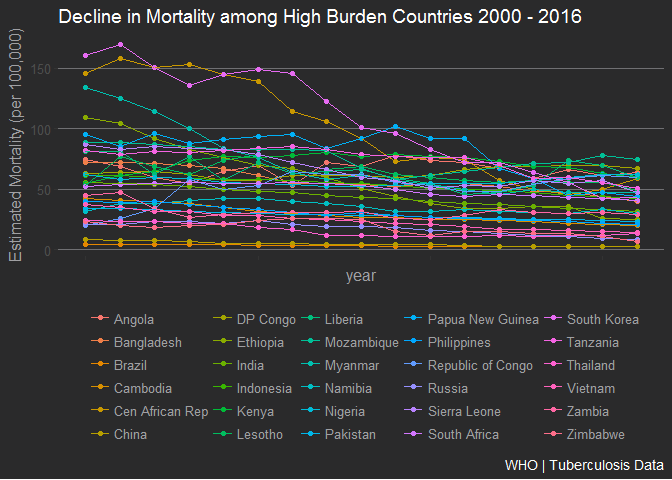 Decline in Mortality among High Burden Countries 2000 - 2016
Estimated Mortality (per 100,000)
150
100
50
0
year
Angola DP Congo Liberia Papua New Guinea South Korea
Bangladesh Ethiopia Mozambique Philippines Tanzania
Brazil India Myanmar Republic of Congo Thailand
Cambodia Indonesia Namibia Russia Vietnam
Cen African Rep Kenya Nigeria Sierra Leone Zambia
China Lesotho Pakistan South Africa Zimbabwe
WHO | Tuberculosis Data